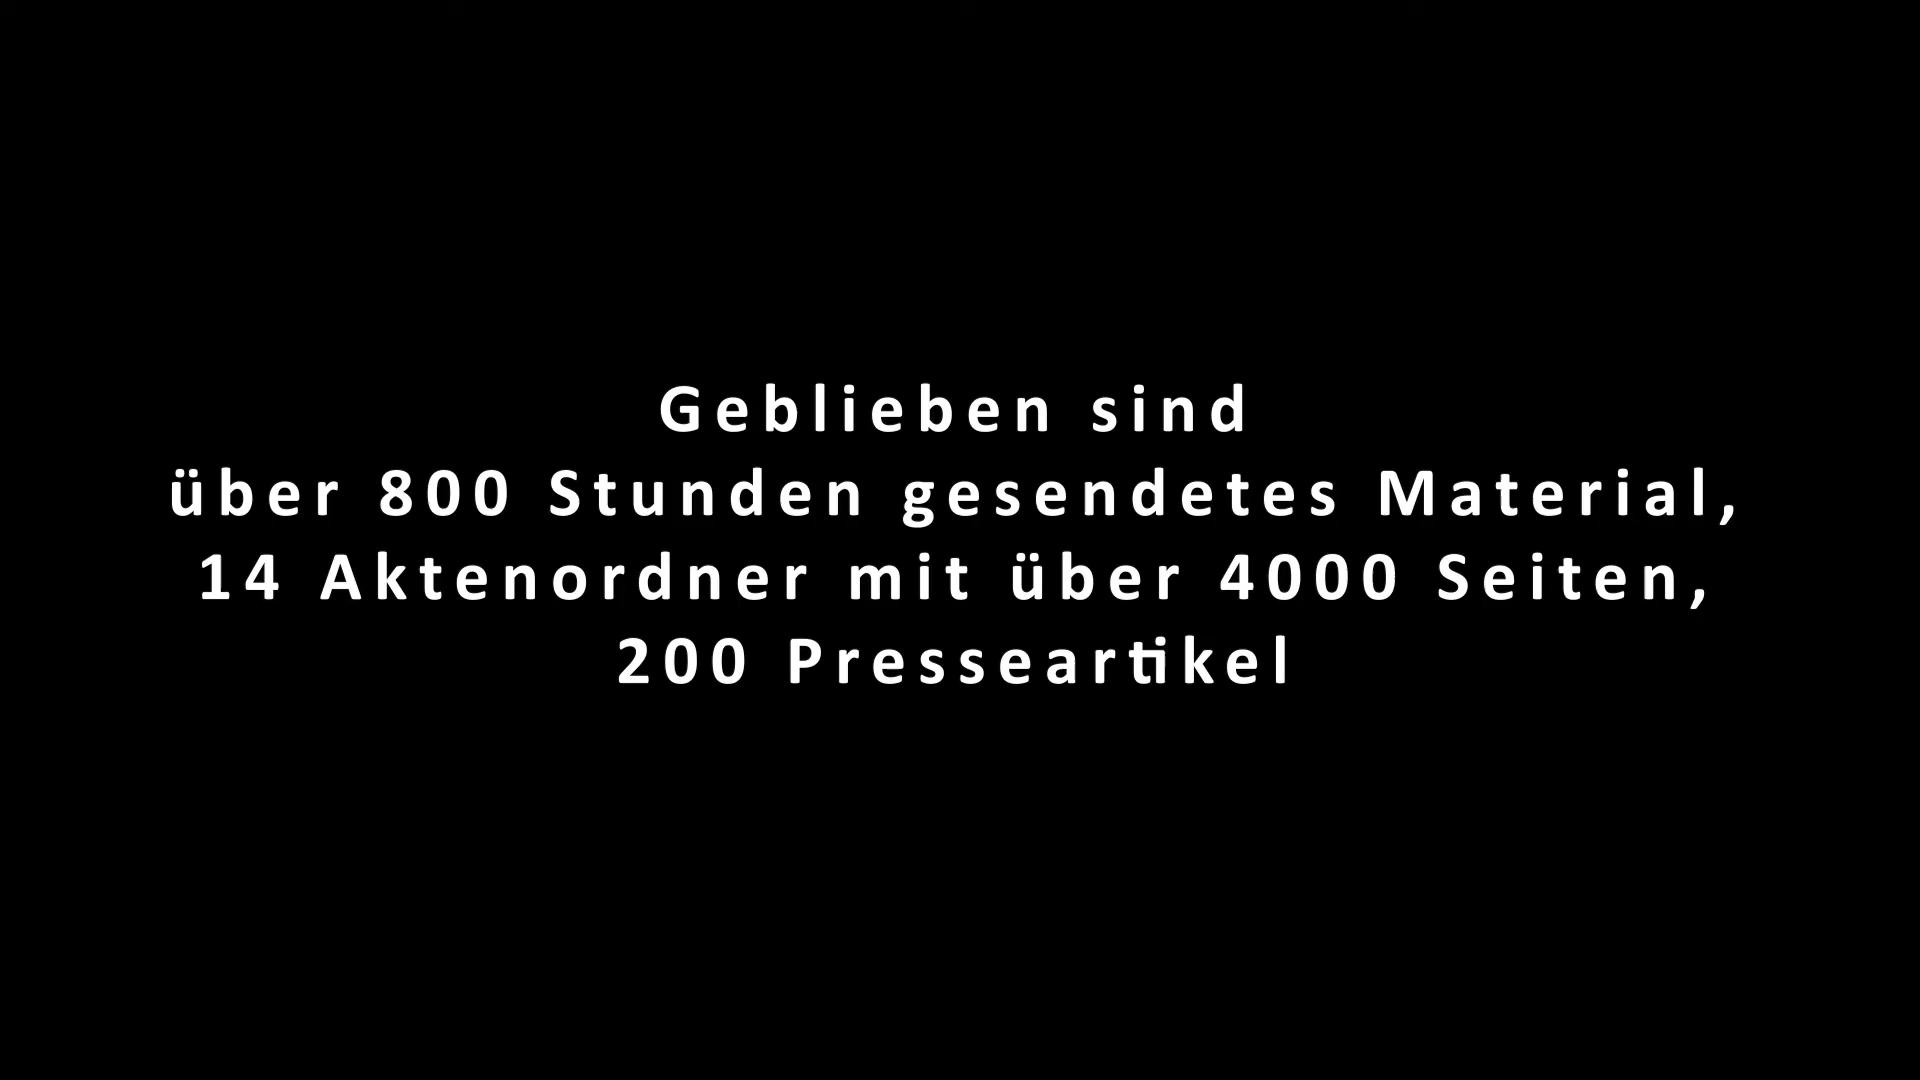 Geblieben sind
über 800 Stunden gesendetes Material,
14 Aktenordner mit über 4000 Seiten,
200 Presseartikel